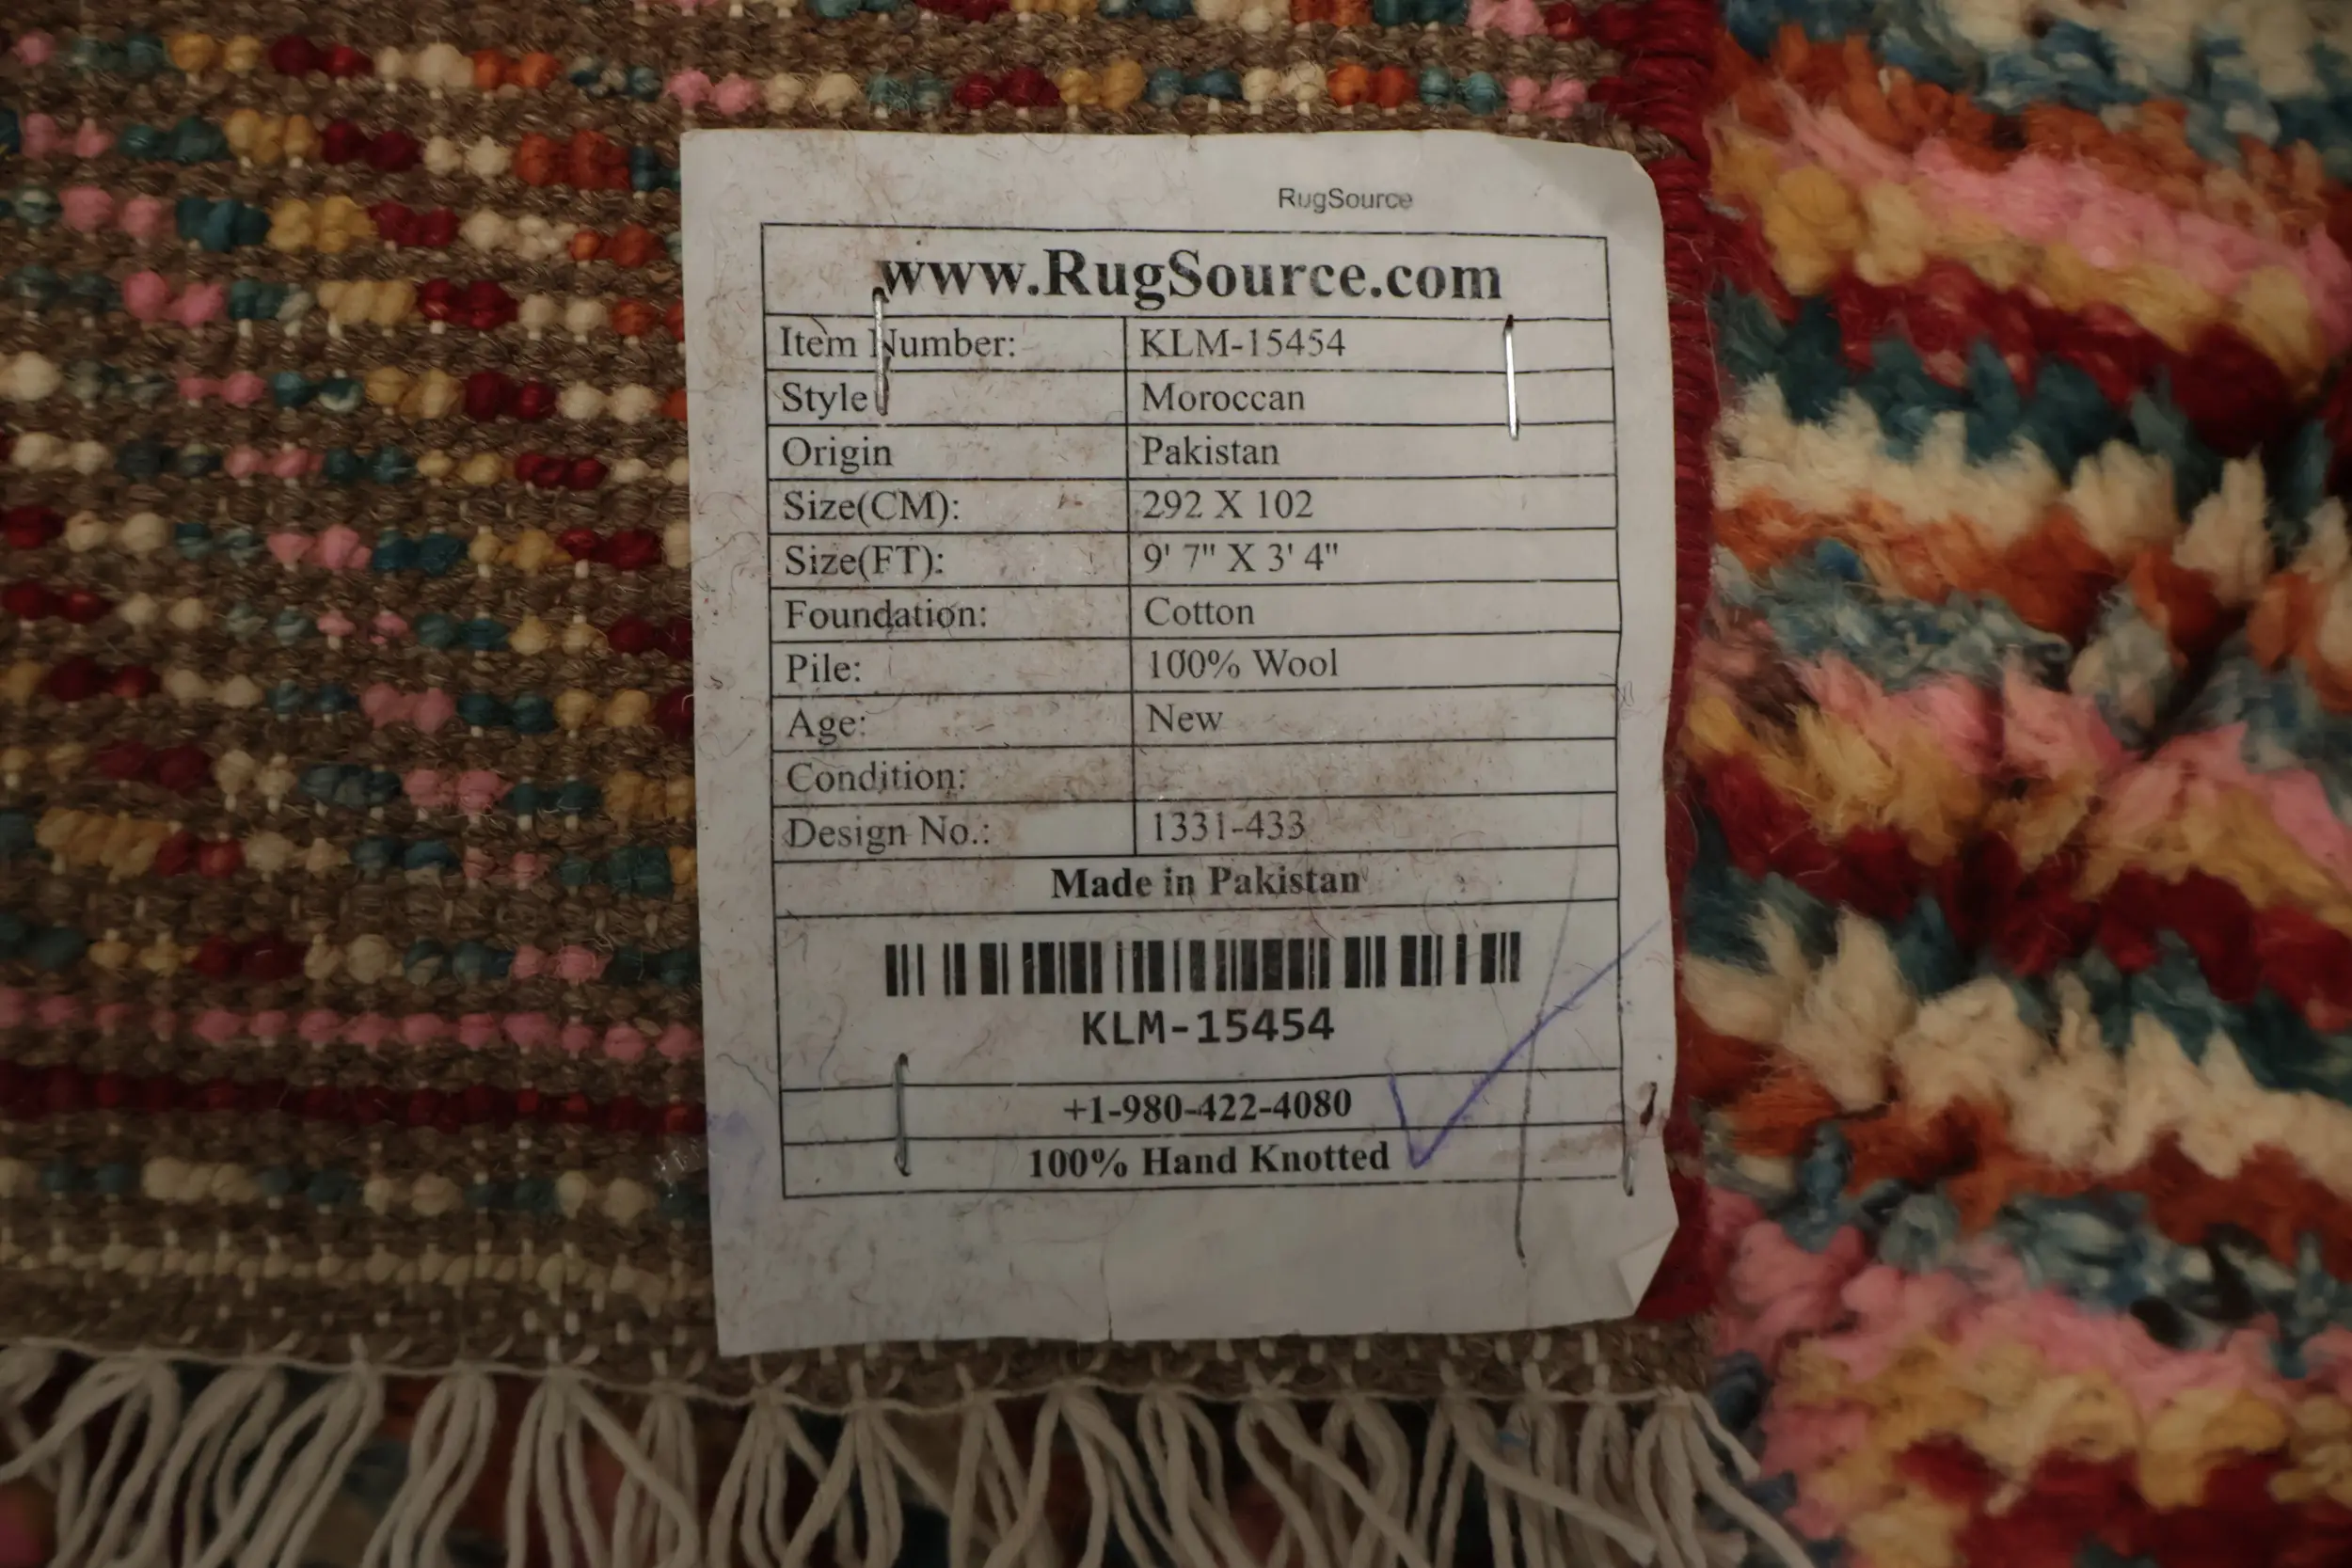 RugSource
www.RugSource.com
Item Number: KLM-15454
Style Moroccan
Origin Pakistan
Size(CM): 292 X 102
Size(FT): 9' 7" X 3' 4"
Foundation: Cotton
Pile: 100% Wool
Age: New
Condition:
Design No.: 1331-433
Made in Pakistan
KLM-15454
+1-980-422-4080
100% Hand Knotted